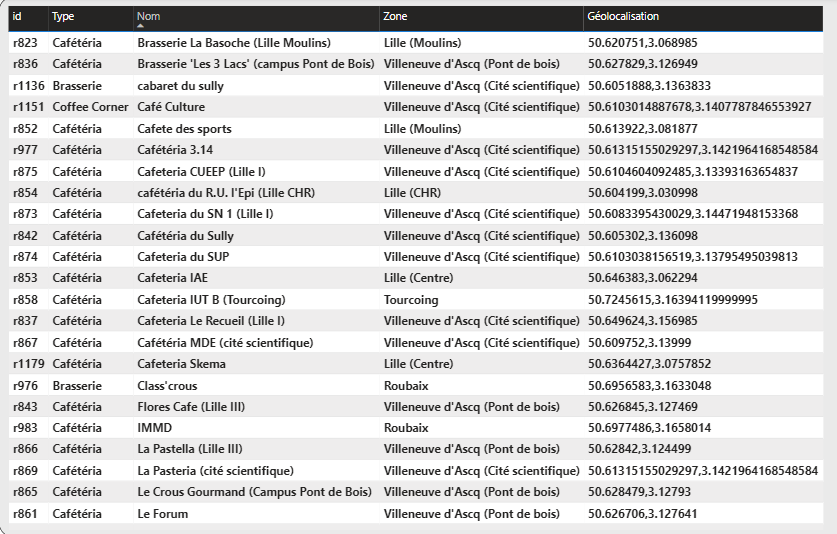 id Type Nom Zone Géolocalisation
r823 Cafétéria Brasserie La Basoche (Lille Moulins) Lille (Moulins) 50.620751,3.068985
r836 Cafétéria Brasserie 'Les 3 Lacs' (campus Pont de Bois) Villeneuve d'Ascq (Pont de bois) 50.627829,3.126949
r1136 Brasserie cabaret du sully Villeneuve d'Ascq (Cité scientifique) 50.6051888,3.1363833
r1151 Coffee Corner Café Culture Villeneuve d'Ascq (Cité scientifique) 50.6103014887678,3.1407787846553927
r852 Cafétéria Cafete des sports Lille (Moulins) 50.613922,3.081877
r977 Cafétéria Cafétéria 3.14 Villeneuve d'Ascq (Cité scientifique) 50.61315155029297,3.1421964168548584
r875 Cafétéria Cafeteria CUEEP (Lille I) Villeneuve d'Ascq (Cité scientifique) 50.6104604092485,3.13393163654837
r854 Cafétéria cafétéria du R.U. l'Epi (Lille CHR) Lille (CHR) 50.604199,3.030998
r873 Cafétéria Cafeteria du SN 1 (Lille I) Villeneuve d'Ascq (Cité scientifique) 50.6083395430029,3.14471948153368
r842 Cafétéria Cafétéria du Sully Villeneuve d'Ascq (Cité scientifique) 50.605302,3.136098
r874 Cafétéria Cafeteria du SUP Villeneuve d'Ascq (Cité scientifique) 50.6103038156519,3.13795495039813
r853 Cafétéria Cafeteria IAE Lille (Centre) 50.646383,3.062294
r858 Cafétéria Cafeteria IUT B (Tourcoing) Tourcoing 50.7245615,3.16394119999995
r837 Cafétéria Cafeteria Le Recueil (Lille I) Villeneuve d'Ascq (Cité scientifique) 50.649624,3.156985
r867 Cafétéria Cafétéria MDE (cité scientifique) Villeneuve d'Ascq (Cité scientifique) 50.609752,3.13999
r1179 Cafétéria Cafeteria Skema Lille (Centre) 50.6364427,3.0757852
r976 Brasserie Class'crous Roubaix 50.6956583,3.1633048
r843 Cafétéria Flores Cafe (Lille III) Villeneuve d'Ascq (Pont de bois) 50.626845,3.127469
r983 Cafétéria IMMD Roubaix 50.6977486,3.1658014
r866 Cafétéria La Pastella (Lille III) Villeneuve d'Ascq (Pont de bois) 50.62842,3.124499
r869 Cafétéria La Pasteria (cité scientifique) Villeneuve d'Ascq (Cité scientifique) 50.61315155029297,3.1421964168548584
r865 Cafétéria Le Crous Gourmand (Campus Pont de Bois) Villeneuve d'Ascq (Pont de bois) 50.628479,3.12793
r861 Cafétéria Le Forum Villeneuve d'Ascq (Pont de bois) 50.626706,3.127641